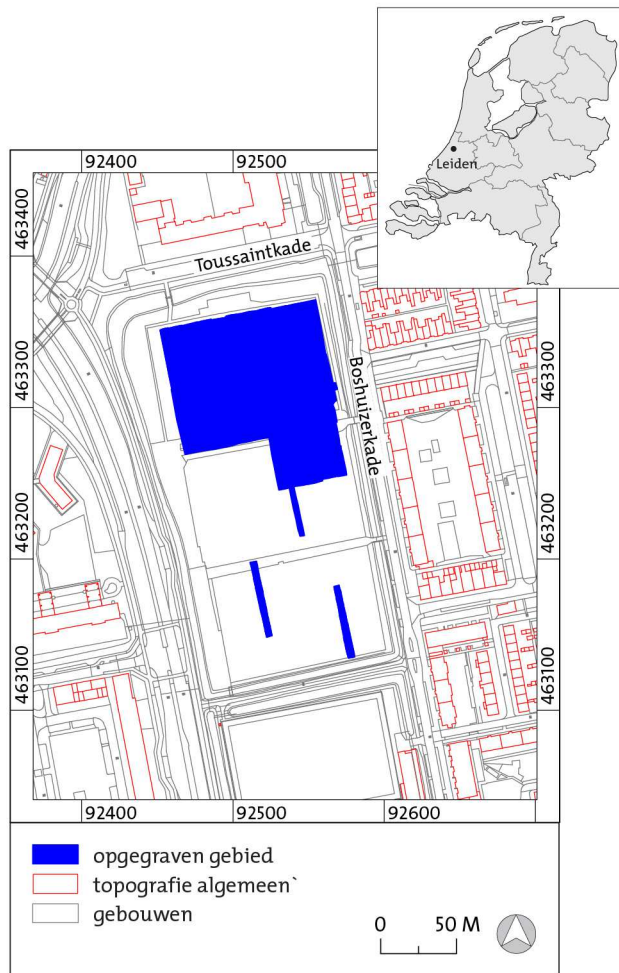 Leiden
92400 92500
463400
Toussaintkade
463300
463300
Boshuizerkade
463200
463200
463100
463100
92400 92500 92600
opgegraven gebied
topografie algemeen`
gebouwen
0 50 M